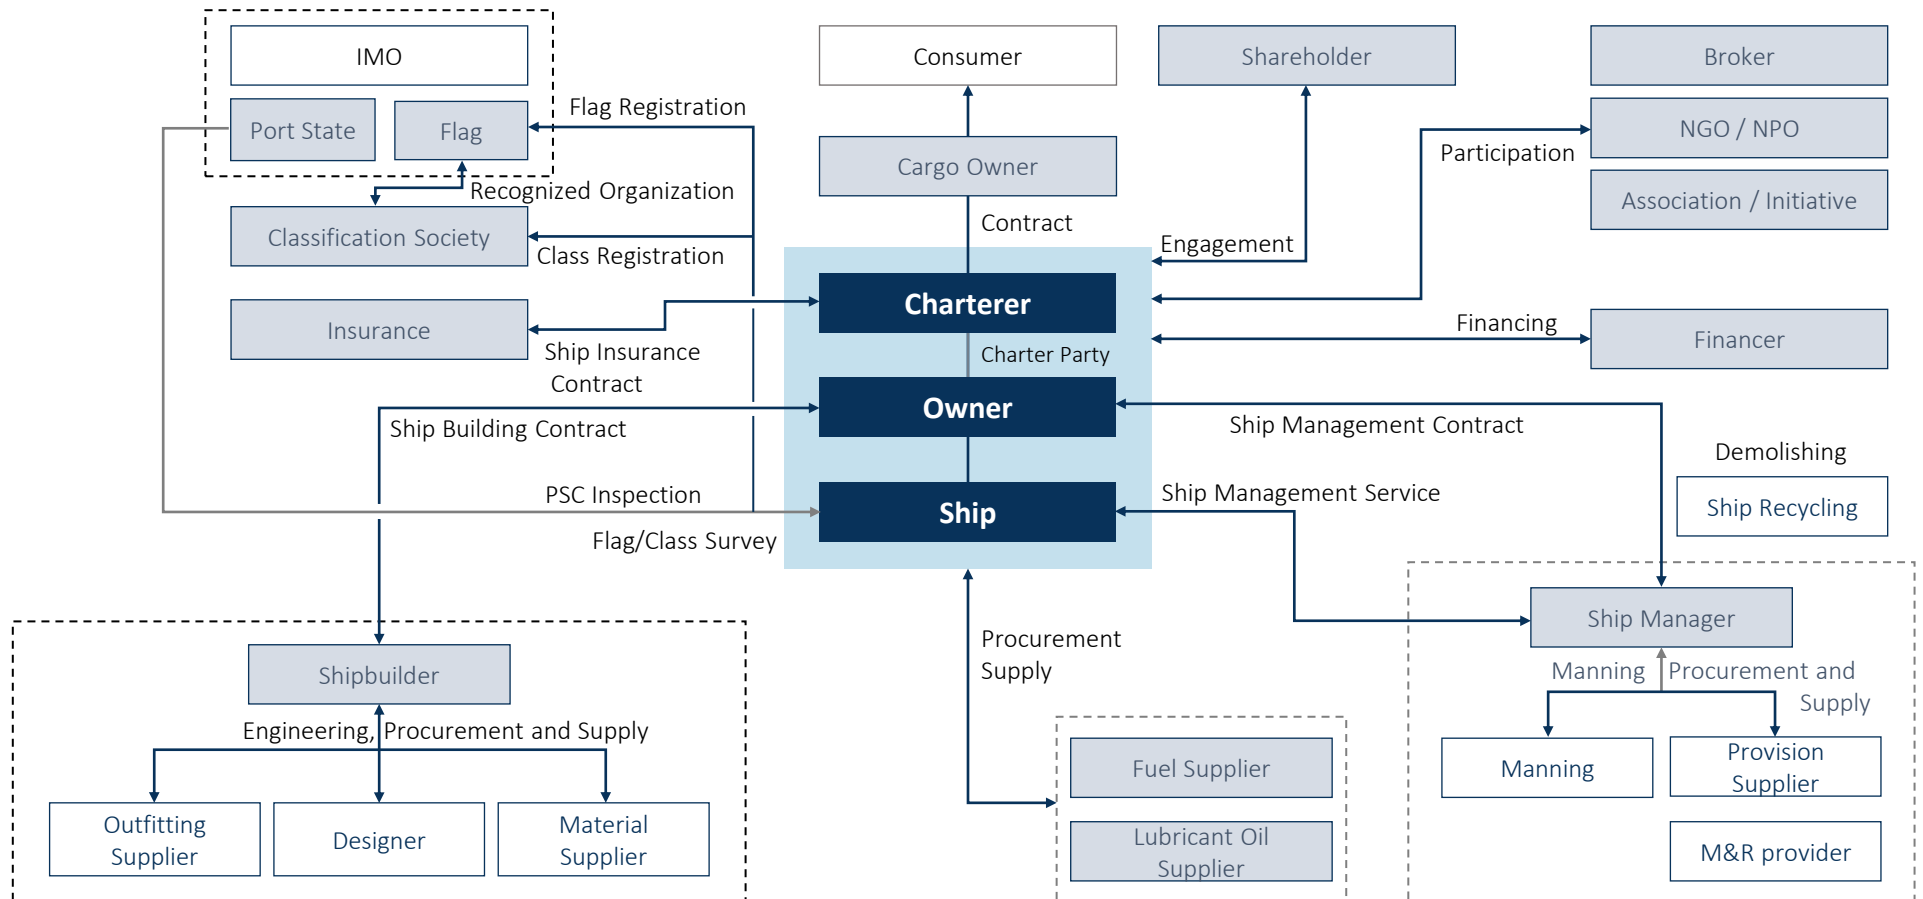 IMO
Consumer
Shareholder
Broker
Port State
Flag
Flag Registration
NGO / NPO
Participation
Cargo Owner
Recognized Organization
Association / Initiative
Classification Society
Class Registration
Contract
Engagement
Charterer
Insurance
Ship Insurance
Contract
Charter Party
Financing
Financer
Owner
Ship Building Contract
Ship Management Contract
Demolishing
PSC Inspection
Ship
Ship Management Service
Ship Recycling
Flag/Class Survey
Ship Manager
Procurement
Supply
Shipbuilder
Manning
Procurement and
Supply
Engineering, Procurement and Supply
Fuel Supplier
Manning
Provision
Supplier
Outfitting
Supplier
Designer
Material
Supplier
Lubricant Oil
Supplier
M&R provider